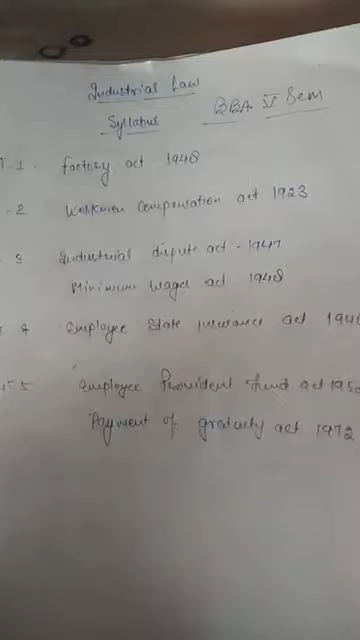 Industrial Law
BBA V Sem
Syllabus
-1. Factory act 1948
-2 Workmen Compensation act 1923
3 Industrial dispute act - 1947
Minimum wages act 1948
4 Employee State Insurance act 194
5 Employee Provident Fund act 195
Payment of gratuity act 1972